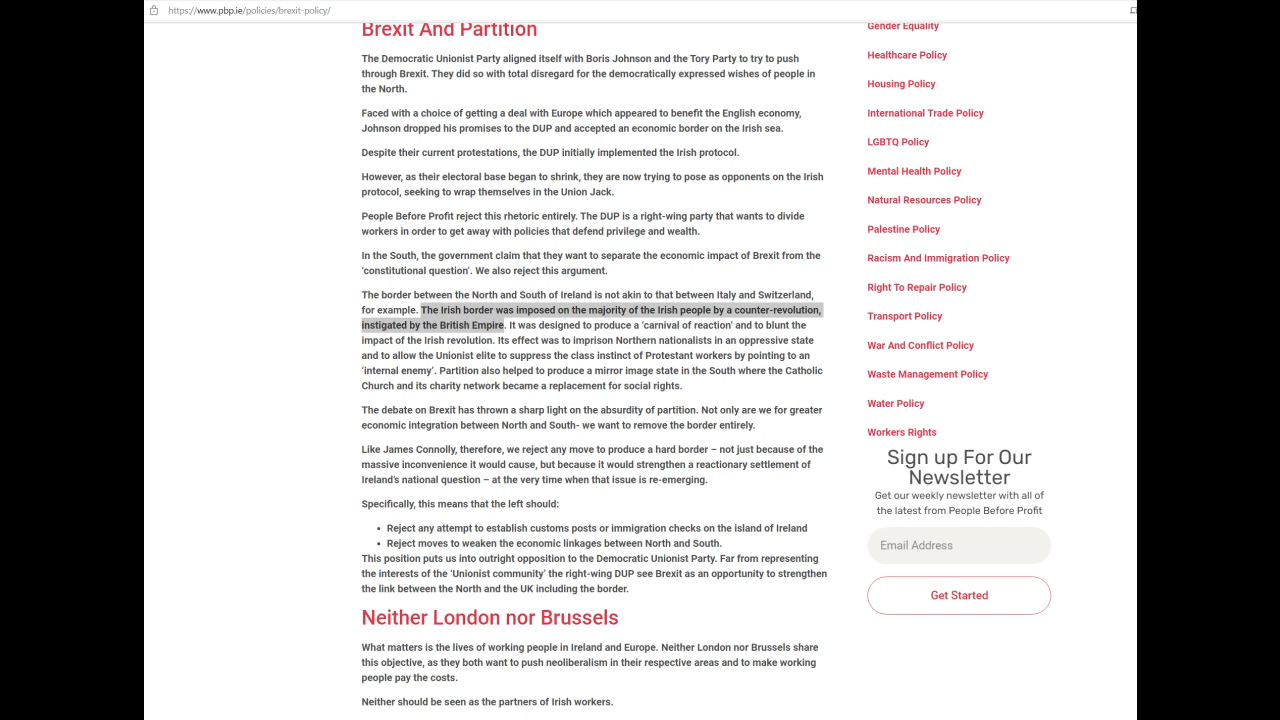 https://www.pbp.ie/policies/brexit-policy/
Brexit And Partition
The Democratic Unionist Party aligned itself with Boris Johnson and the Tory Party to try to push
through Brexit. They did so with total disregard for the democratically expressed wishes of people in
the North.
Faced with a choice of getting a deal with Europe which appeared to benefit the English economy,
Johnson dropped his promises to the DUP and accepted an economic border on the Irish sea.
Despite their current protestations, the DUP initially implemented the Irish protocol.
However, as their electoral base began to shrink, they are now trying to pose as opponents on the Irish
protocol, seeking to wrap themselves in the Union Jack.
People Before Profit reject this rhetoric entirely. The DUP is a right-wing party that wants to divide
workers in order to get away with policies that defend privilege and wealth.
In the South, the government claim that they want to separate the economic impact of Brexit from the
‘constitutional question’. We also reject this argument.
The border between the North and South of Ireland is not akin to that between Italy and Switzerland,
for example. The Irish border was imposed on the majority of the Irish people by a counter-revolution,
instigated by the British Empire. It was designed to produce a ‘carnival of reaction’ and to blunt the
impact of the Irish revolution. Its effect was to imprison Northern nationalists in an oppressive state
and to allow the Unionist elite to suppress the class instinct of Protestant workers by pointing to an
‘internal enemy’. Partition also helped to produce a mirror image state in the South where the Catholic
Church and its charity network became a replacement for social rights.
The debate on Brexit has thrown a sharp light on the absurdity of partition. Not only are we for greater
economic integration between North and South- we want to remove the border entirely.
Like James Connolly, therefore, we reject any move to produce a hard border – not just because of the
massive inconvenience it would cause, but because it would strengthen a reactionary settlement of
Ireland’s national question – at the very time when that issue is re-emerging.
Specifically, this means that the left should:
• Reject any attempt to establish customs posts or immigration checks on the island of Ireland
• Reject moves to weaken the economic linkages between North and South.
This position puts us into outright opposition to the Democratic Unionist Party. Far from representing
the interests of the ‘Unionist community’ the right-wing DUP see Brexit as an opportunity to strengthen
the link between the North and the UK including the border.
Neither London nor Brussels
What matters is the lives of working people in Ireland and Europe. Neither London nor Brussels share
this objective, as they both want to push neoliberalism in their respective areas and to make working
people pay the costs.
Neither should be seen as the partners of Irish workers.
Gender Equality
Healthcare Policy
Housing Policy
International Trade Policy
LGBTQ Policy
Mental Health Policy
Natural Resources Policy
Palestine Policy
Racism And Immigration Policy
Right To Repair Policy
Transport Policy
War And Conflict Policy
Waste Management Policy
Water Policy
Workers Rights
Sign up For Our
Newsletter
Get our weekly newsletter with all of
the latest from People Before Profit
Email Address
Get Started